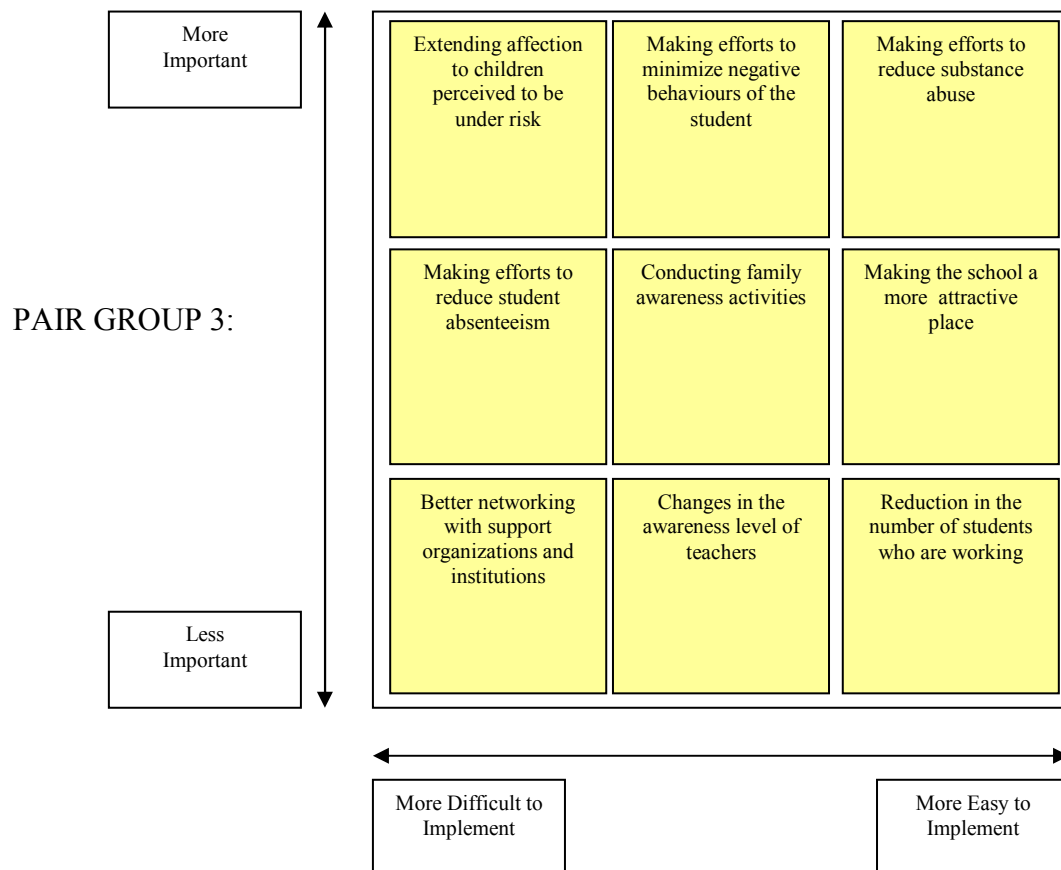 More
Important
Extending affection
to children
perceived to be
under risk
Making efforts to
minimize negative
behaviours of the
student
Making efforts to
reduce substance
abuse
PAIR GROUP 3:
Making efforts to
reduce student
absenteeism
Conducting family
awareness activities
Making the school a
more attractive
place
Better networking
with support
organizations and
institutions
Changes in the
awareness level of
teachers
Reduction in the
number of students
who are working
Less
Important
More Difficult to
Implement
More Easy to
Implement